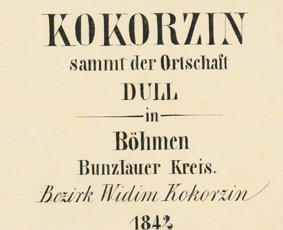 KOKORZIN
sammt der Ortschaft
DULL
in
Böhmen
Bunzlauer Kreis.
Bezirk Widim Kokorzin
1842